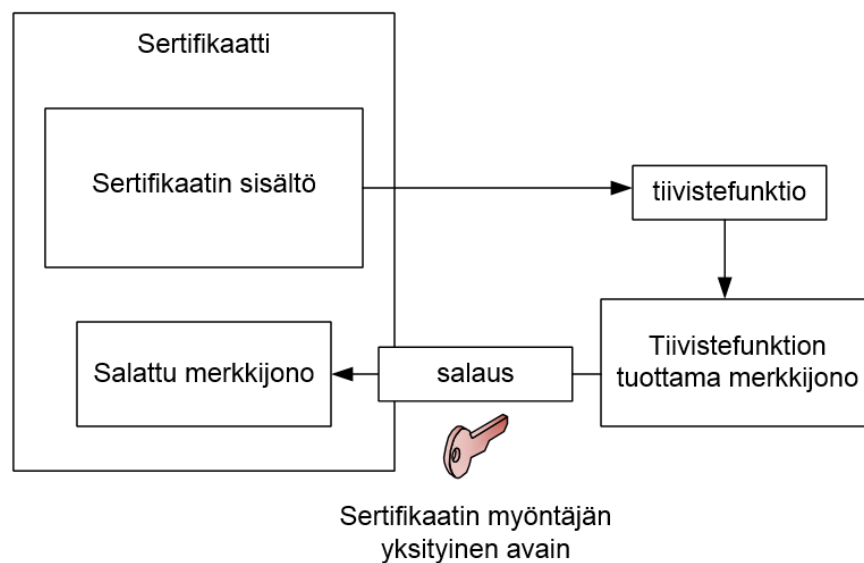 Sertifikaatti
Sertifikaatin sisältö
tiivistefunktio
Tiivistefunktion
tuottama merkkijono
salaus
Salattu merkkijono
Sertifikaatin myöntäjän
yksityinen avain